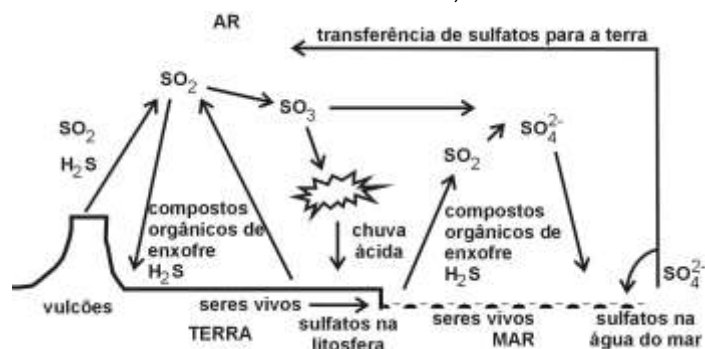 AR
transferência de sulfatos para a terra
SO2
SO3
SO4 2-
SO2
H2S
SO2
compostos
orgânicos de
enxofre
H2S
chuva
ácida
compostos
orgânicos de
enxofre
H2S
SO4 2-
vulcões
seres vivos
TERRA
sulfatos na
litosfera
seres vivos
MAR
sulfatos na
água do mar